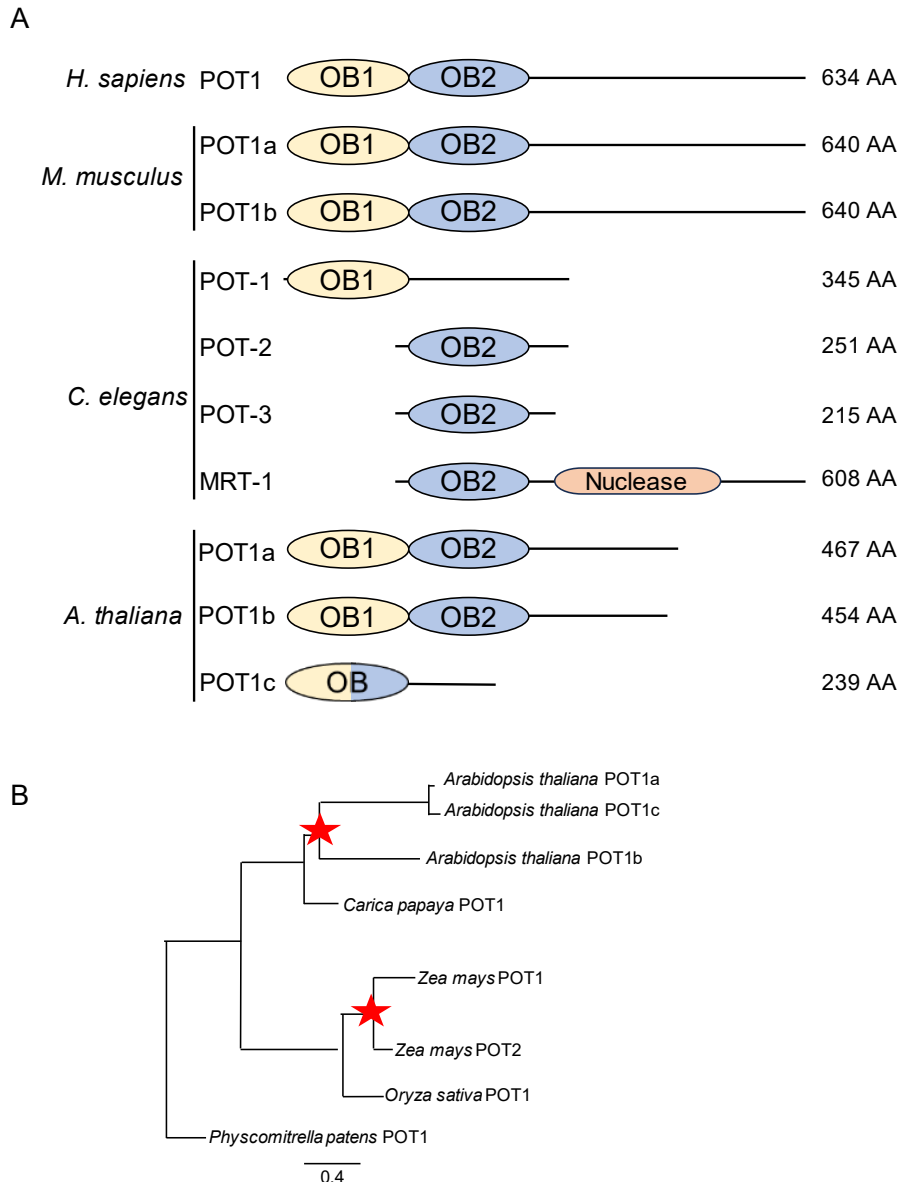 A
H. sapiens POT1 OB1 OB2 634 AA
POT1a OB1 OB2 640 AA
M. musculus
POT1b OB1 OB2 640 AA
POT-1 OB1 345 AA
POT-2 OB2 251 AA
C. elegans
POT-3 OB2 215 AA
MRT-1 OB2 Nuclease 608 AA
POT1a OB1 OB2 467 AA
A. thaliana POT1b OB1 OB2 454 AA
POT1c OB 239 AA
B
Arabidopsis thaliana POT1a
Arabidopsis thaliana POT1c
Arabidopsis thaliana POT1b
Carica papaya POT1
Zea mays POT1
Zea mays POT2
Oryza sativa POT1
Physcomitrella patens POT1
0.4